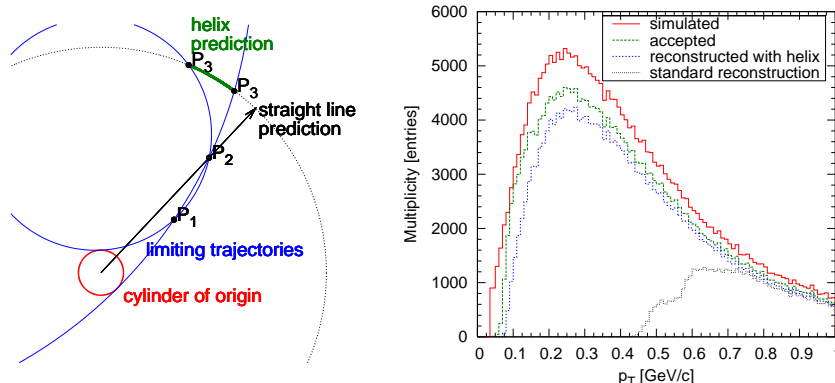 helix
prediction
P3
P3
straight line
prediction
P2
P1
limiting trajectories
cylinder of origin
simulated
accepted
reconstructed with helix
standard reconstruction
Multiplicity [entries]
6000
5000
4000
3000
2000
1000
0
0 0.1 0.2 0.3 0.4 0.5 0.6 0.7 0.8 0.9 1
pT [GeV/c]